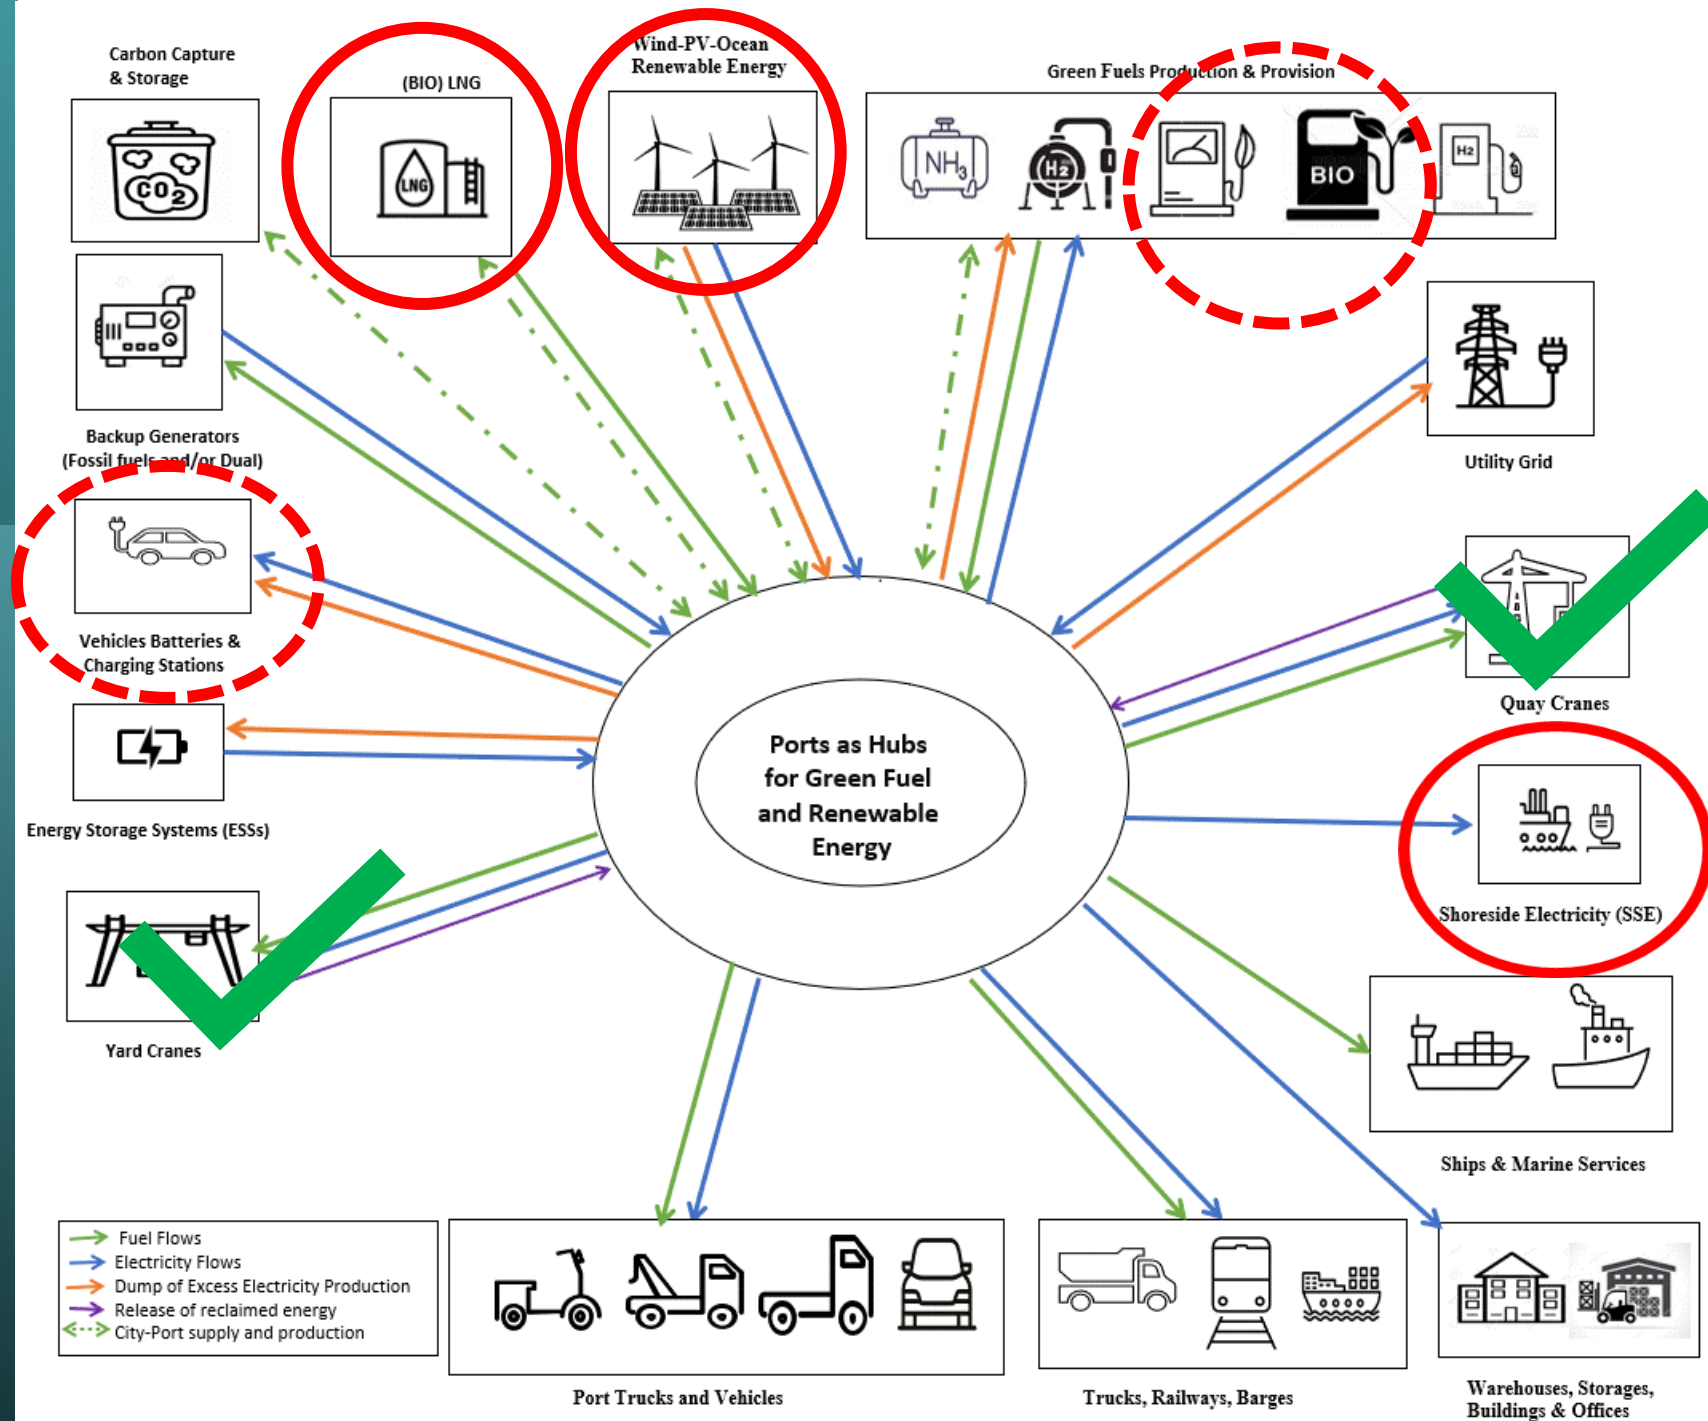 Carbon Capture
& Storage
(BIO) LNG
Wind-PV-Ocean
Renewable Energy
Green Fuels Production & Provision
CO2
LNG
NH3
H2
BIO
H2
Backup Generators
(Fossil fuels and/or Dual)
Utility Grid
Vehicles Batteries &
Charging Stations
Quay Cranes
Ports as Hubs
for Green Fuel
and Renewable
Energy
Energy Storage Systems (ESSs)
Shoreside Electricity (SSE)
Yard Cranes
Ships & Marine Services
Fuel Flows
Electricity Flows
Dump of Excess Electricity Production
Release of reclaimed energy
City-Port supply and production
Port Trucks and Vehicles
Trucks, Railways, Barges
Warehouses, Storages,
Buildings & Offices